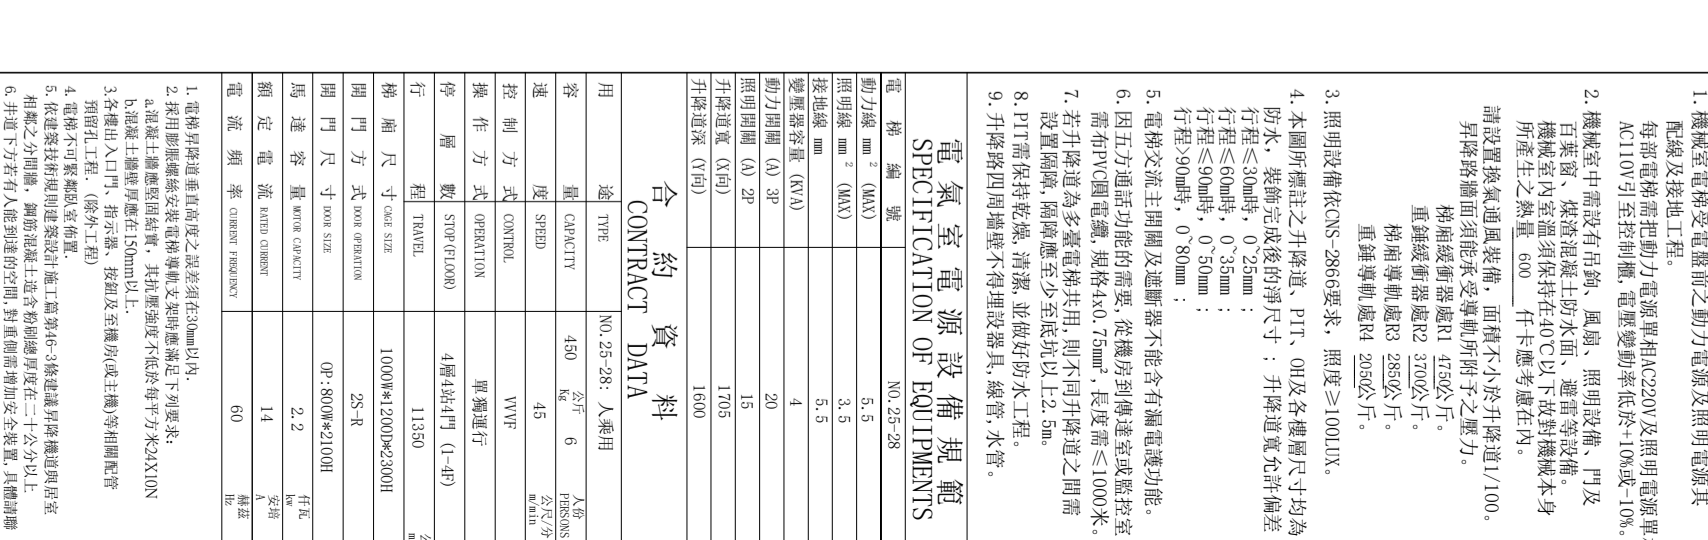 1. 機械室電梯受電盤前之動力電源及照明電源其
配線及接地工程。
每部電梯需把動力電源單相AC220V及照明電源單
AC110V引至控制櫃,電壓變動率低於+10%或-10%。
2. 機械室中需設有吊鉤、風扇、照明設備、門及
百葉窗、煤渣混凝土防水面、避雷等設備。
機械室內室溫須保持在40℃以下故對機械本身
所產生之熱量 600 仟卡應考慮在內。
請設置換氣通風裝備,面積不小於升降道1/100。
昇降路牆面須能承受導軌所附予之壓力。
梯廂緩衝器處R1 4750公斤。
重錘緩衝器處R2 3700公斤。
梯廂導軌處R3 2850公斤。
重錘導軌處R4 2050公斤。
3. 照明設備依CNS-2866要求, 照度≥100LUX。
4. 本圖所標註之升降道、PIT、OH及各樓層尺寸均為
防水, 裝飾完成後的淨尺寸 ; 升降道寬允許偏差
行程≤30m時, 0~25mm ;
行程≤60m時, 0~35mm ;
行程≤90m時, 0~50mm ;
行程>90m時, 0~80mm ;
5. 電梯交流主開關及遮斷器不能含有漏電護功能。
6. 因五方通話功能的需要,從機房到傳達室或監控室
需布PVC圓電纜,規格4x0.75mm²,長度需≤1000米。
7. 若升降道為多臺電梯共用,則不同升降道之間需
設置隔障,隔障應至少至底坑以上2.5m。
8. PIT需保持乾燥,清潔,並做好防水工程。
9. 升降路四周墻壁不得埋設器具,線管,水管。
電氣室電源設備規範
SPECIFICATION OF EQUIPMENTS
電梯編號 NO.25-28
動力線 mm² (MAX) 5.5
照明線 mm² (MAX) 3.5
接地線 mm 5.5
變壓器容量(KVA) 4
動力開關 (A) 3P 20
照明開關 (A) 2P 15
升降道寬 (X向) 1705
升降道深 (Y向) 1600
合約資料
CONTRACT DATA
用途 TYPE NO.25-28: 人乘用
容量 CAPACITY 450 公斤 Kg 6 人份 PERSONS
速度 SPEED 45 公尺/分 m/min
控制方式 CONTROL VVVF
操作方式 OPERATION 單獨運行
停層數 STOP(FLOOR) 4層4站4門 (1-4F)
行程 TRAVEL 11350
梯廂尺寸 CAGE SIZE 1000W*1200D*2300H
開門方式 DOOR OPERATION 2S-R
開門尺寸 DOOR SIZE OP:800W*2100H
馬達容量 MOTOR CAPACITY 2.2 仟瓦 kw
額定電流 RATED CURRENT 14 安培 A
電流頻率 CURRENT FREQUENCY 60 赫茲 Hz
1. 電梯昇降道垂直高度之誤差須在30mm以內.
2. 採用膨脹螺絲安裝電梯導軌支架時應滿足下列要求:
a.混凝土牆應堅固結實, 其抗壓強度不低於每平方米24X10N
b.混凝土牆壁厚應在150mm以上.
3.各樓出入口門、指示器、按鈕及至機房(或主機)等相關配管
預留孔工程. (除外工程)
4.電梯不可緊鄰臥室佈置.
5.依建築技術規則建築設計施工篇第46-3條建議昇降機道與居室
相鄰之分間牆, 鋼筋混凝土造含粉刷總厚度在二十公分以上
6.井道下方若有人能到達的空間,對重側需增加安全裝置,具體請聯